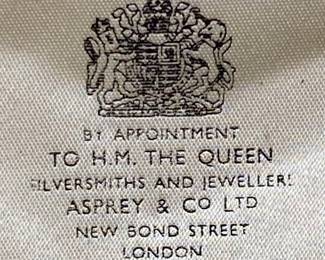 BY APPOINTMENT
TO H.M. THE QUEEN
SILVERSMITHS AND JEWELLERS
ASPREY & CO LTD
NEW BOND STREET
LONDON